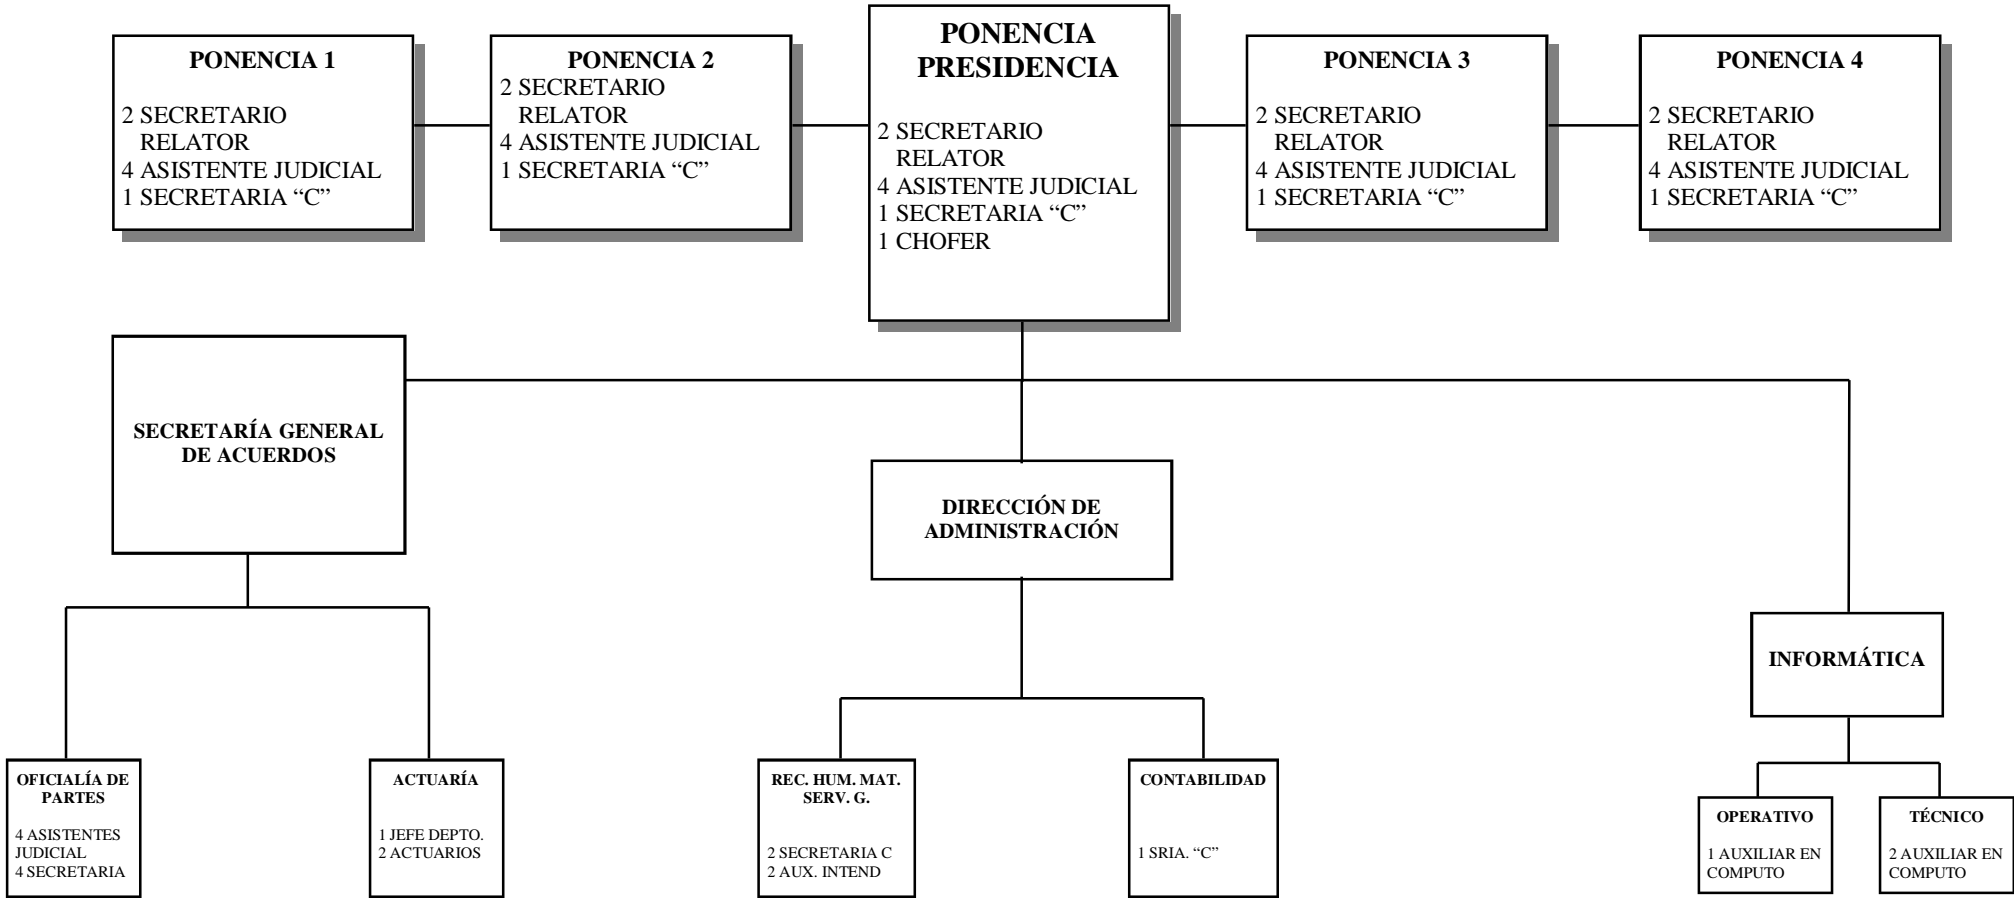 PONENCIA 1
2 SECRETARIO
RELATOR
4 ASISTENTE JUDICIAL
1 SECRETARIA “C”
PONENCIA 2
2 SECRETARIO
RELATOR
4 ASISTENTE JUDICIAL
1 SECRETARIA “C”
PONENCIA
PRESIDENCIA
2 SECRETARIO
RELATOR
4 ASISTENTE JUDICIAL
1 SECRETARIA “C”
1 CHOFER
PONENCIA 3
2 SECRETARIO
RELATOR
4 ASISTENTE JUDICIAL
1 SECRETARIA “C”
PONENCIA 4
2 SECRETARIO
RELATOR
4 ASISTENTE JUDICIAL
1 SECRETARIA “C”
SECRETARÍA GENERAL
DE ACUERDOS
DIRECCIÓN DE
ADMINISTRACIÓN
INFORMÁTICA
OFICIALÍA DE
PARTES
4 ASISTENTES
JUDICIAL
4 SECRETARIA
ACTUARÍA
1 JEFE DEPTO.
2 ACTUARIOS
REC. HUM. MAT.
SERV. G.
2 SECRETARIA C
2 AUX. INTEND
CONTABILIDAD
1 SRIA. “C”
OPERATIVO
1 AUXILIAR EN
COMPUTO
TÉCNICO
2 AUXILIAR EN
COMPUTO